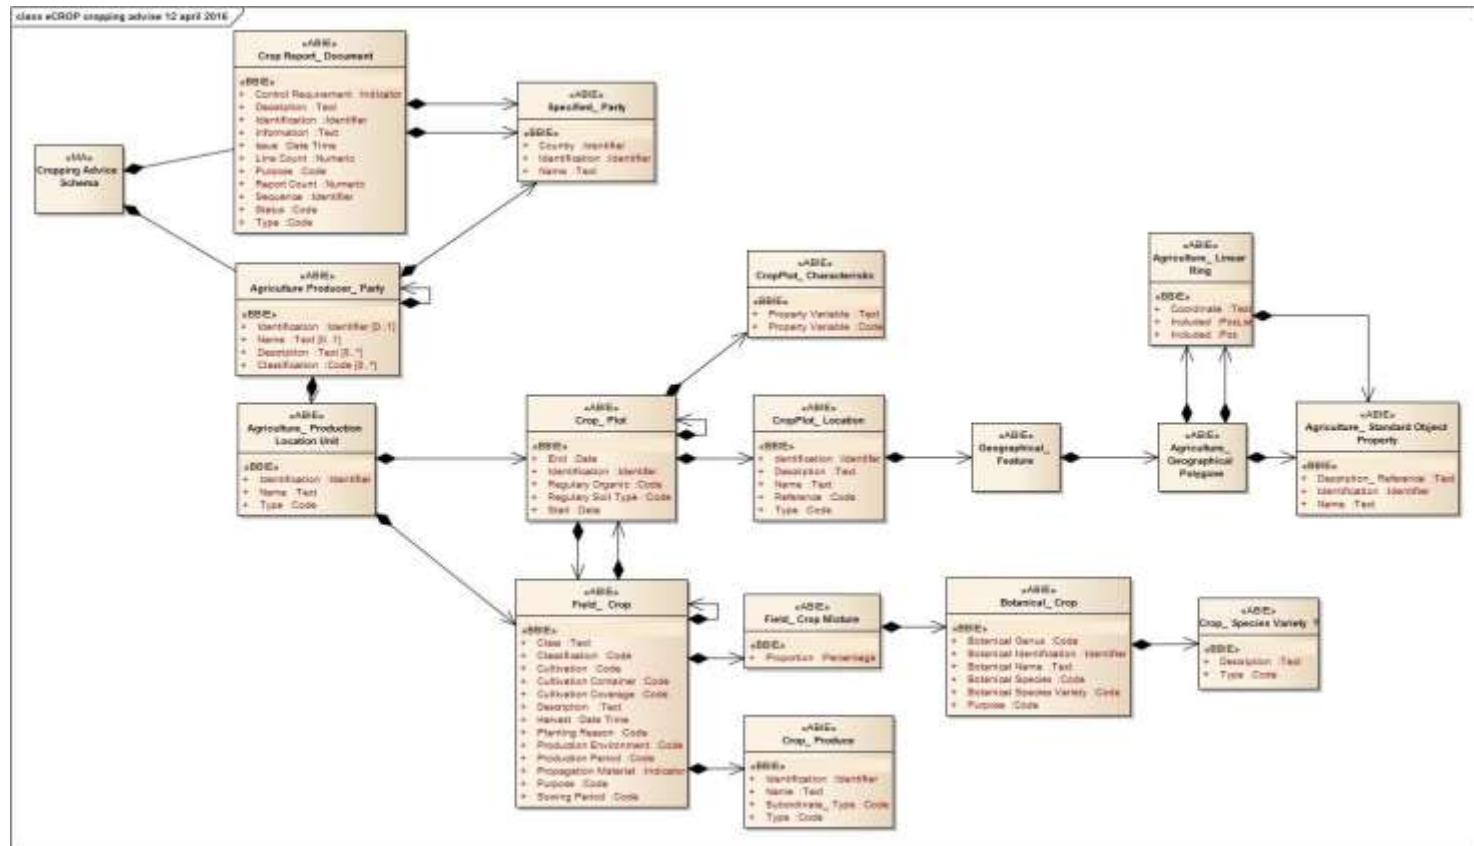 class eCROP cropping advise 12 april 2016
«ABIE»
Crop Report_ Document
«BBIE»
+ Control Requirement :Indicator
+ Description :Text
+ Identification :Identifier
+ Information :Text
+ Issue :Date Time
+ Line Count :Numeric
+ Purpose :Code
+ Report Count :Numeric
+ Sequence :Identifier
+ Status :Code
+ Type :Code
«ABIE»
Specified_ Party
«BBIE»
+ Country :Identifier
+ Identification :Identifier
+ Name :Text
«MA»
Cropping Advice
Schema
«ABIE»
Agriculture Producer_ Party
«BBIE»
+ Identification :Identifier [0..1]
+ Name :Text [0..1]
+ Description :Text [0..*]
+ Classification :Code [0..*]
«ABIE»
CropPlot_ Characteristic
«BBIE»
+ Property Variable :Text
+ Property Variable :Code
«ABIE»
Agriculture_ Linear
Ring
«BBIE»
+ Coordinate :Text
+ Included :PosList
+ Included :Pos
«ABIE»
Agriculture_ Production
Location Unit
«BBIE»
+ Identification :Identifier
+ Name :Text
+ Type :Code
«ABIE»
Crop_ Plot
«BBIE»
+ End :Date
+ Identification :Identifier
+ Regulary Organic :Code
+ Regulary Soil Type :Code
+ Start :Date
«ABIE»
CropPlot_ Location
«BBIE»
+ Identification :Identifier
+ Description :Text
+ Name :Text
+ Reference :Code
+ Type :Code
«ABIE»
Geographical_
Feature
«ABIE»
Agriculture_
Geographical
Polygone
«ABIE»
Agriculture_ Standard Object
Property
«BBIE»
+ Description_ Reference :Text
+ Identification :Identifier
+ Name :Text
«ABIE»
Field_ Crop
«BBIE»
+ Class :Text
+ Classification :Code
+ Cultivation :Code
+ Cultivation Container :Code
+ Cultivation Coverage :Code
+ Description :Text
+ Harvest :Date Time
+ Planting Reason :Code
+ Production Environment :Code
+ Production Period :Code
+ Propagation Material :Indicator
+ Purpose :Code
+ Sowing Period :Code
«ABIE»
Field_ Crop Mixture
«BBIE»
+ Proportion :Percentage
«ABIE»
Botanical_ Crop
«BBIE»
+ Botanical Genus :Code
+ Botanical Identification :Identifier
+ Botanical Name :Text
+ Botanical Species :Code
+ Botanical Species Variety :Code
+ Purpose :Code
«ABIE»
Crop_ Species Variety
«BBIE»
+ Description :Text
+ Type :Code
«ABIE»
Crop_ Produce
«BBIE»
+ Identification :Identifier
+ Name :Text
+ Subordinate_ Type :Code
+ Type :Code